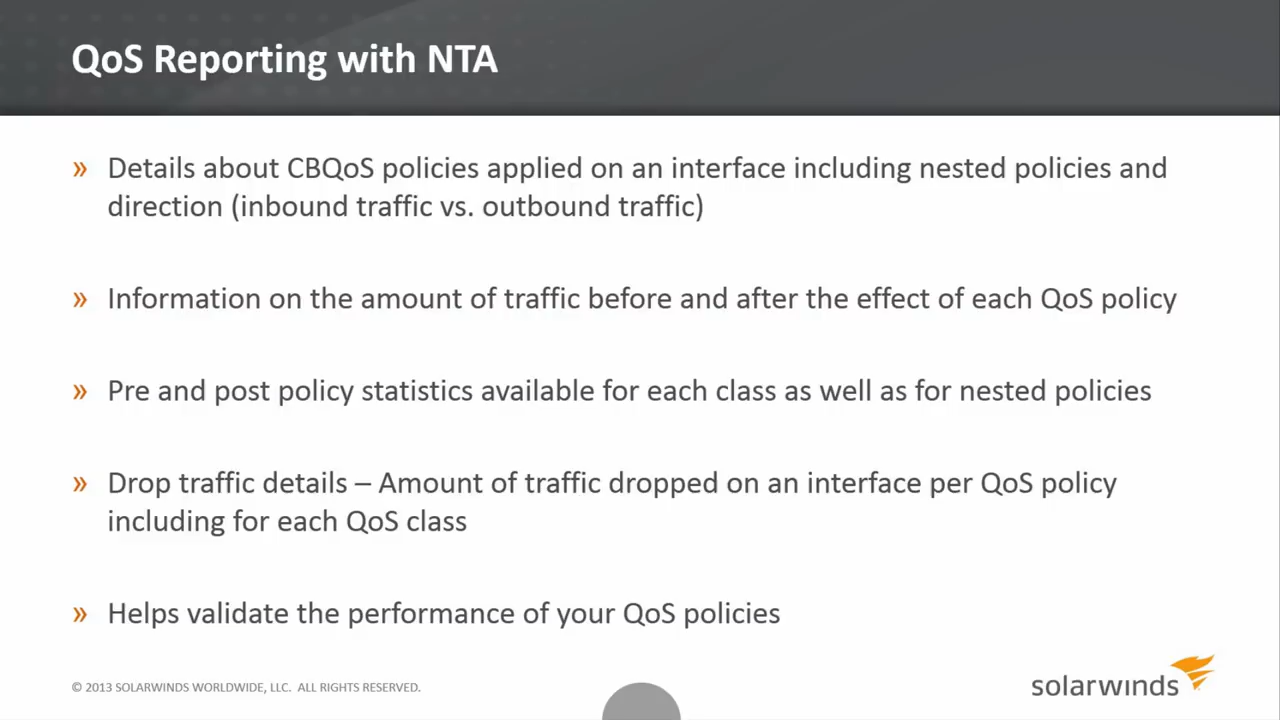 QoS Reporting with NTA
» Details about CBQoS policies applied on an interface including nested policies and
direction (inbound traffic vs. outbound traffic)
» Information on the amount of traffic before and after the effect of each QoS policy
» Pre and post policy statistics available for each class as well as for nested policies
» Drop traffic details – Amount of traffic dropped on an interface per QoS policy
including for each QoS class
» Helps validate the performance of your QoS policies
© 2013 SOLARWINDS WORLDWIDE, LLC. ALL RIGHTS RESERVED.
solarwinds